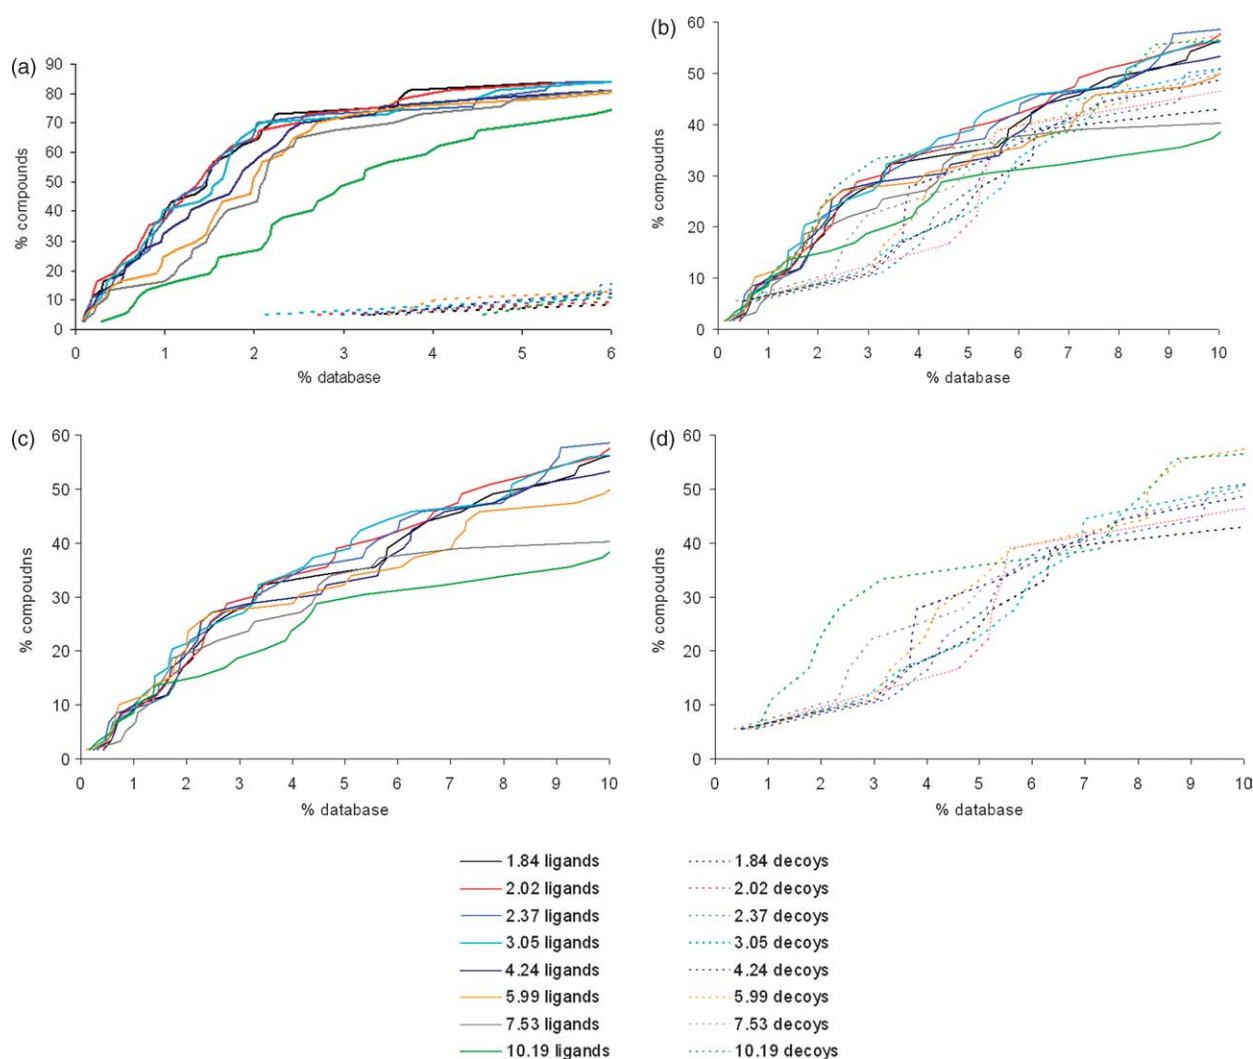 (a)
90
80
70
60
50
40
30
20
10
0
% compounds
0 1 2 3 4 5 6
% database
(b)
60
50
40
30
20
10
0
% compoudns
0 1 2 3 4 5 6 7 8 9 10
% database
(c)
60
50
40
30
20
10
0
% compoudns
0 1 2 3 4 5 6 7 8 9 10
% database
(d)
60
50
40
30
20
10
0
% compoudns
0 1 2 3 4 5 6 7 8 9 10
% database
1.84 ligands
2.02 ligands
2.37 ligands
3.05 ligands
4.24 ligands
5.99 ligands
7.53 ligands
10.19 ligands
1.84 decoys
2.02 decoys
2.37 decoys
3.05 decoys
4.24 decoys
5.99 decoys
7.53 decoys
10.19 decoys